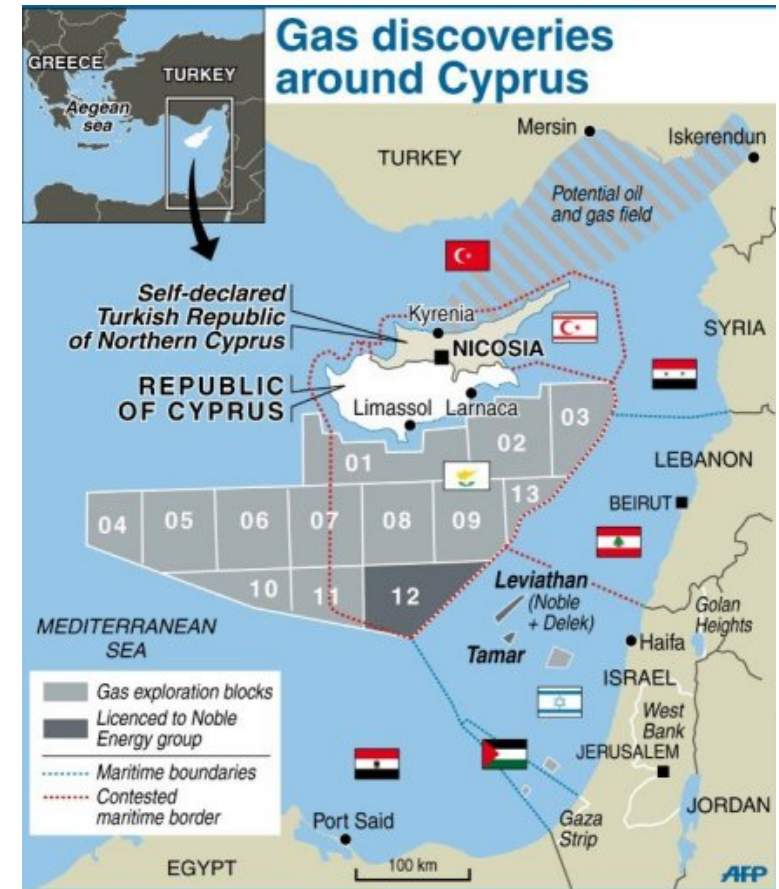 Gas discoveries
around Cyprus
GREECE
TURKEY
Aegean
sea
Mersin
Iskerendun
TURKEY
Potential oil
and gas field
Self-declared
Turkish Republic
of Northern Cyprus
Kyrenia
NICOSIA
SYRIA
REPUBLIC
OF CYPRUS
Limassol
Larnaca
03
02
01
LEBANON
13
BEIRUT
04
05
06
07
08
09
10
11
12
Leviathan
(Noble
+ Delek)
Golan
Heights
MEDITERRANEAN
SEA
Tamar
Haifa
ISRAEL
Gas exploration blocks
Licenced to Noble
Energy group
West
Bank
JERUSALEM
Maritime boundaries
Contested
maritime border
Port Said
Gaza
Strip
JORDAN
EGYPT
100 km
AFP